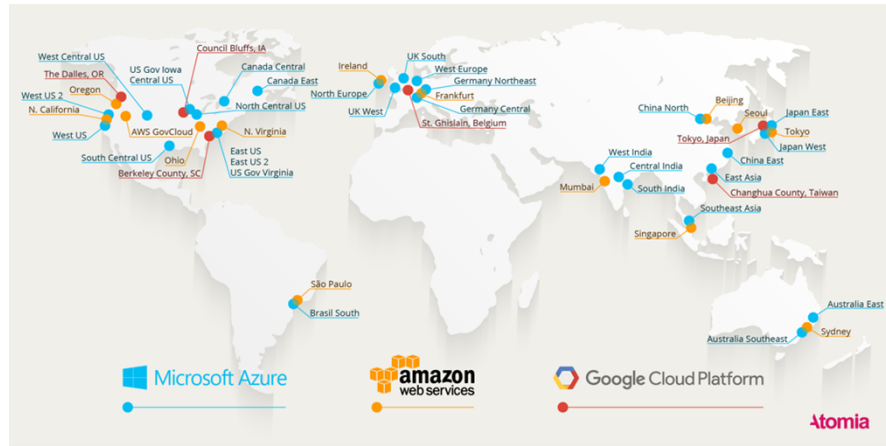 West Central US
The Dalles, OR
Oregon
West US 2
N. California
West US
AWS GovCloud
South Central US
US Gov Iowa
Central US
Council Bluffs, IA
Canada Central
Canada East
North Central US
N. Virginia
Ohio
Berkeley County, SC
East US
East US 2
US Gov Virginia
São Paulo
Brasil South
Ireland
North Europe
UK South
West Europe
Germany Northeast
Frankfurt
UK West
Germany Central
St. Ghislain, Belgium
China North
Beijing
Seoul
Japan East
Tokyo
Tokyo, Japan
Japan West
China East
West India
Central India
Mumbai
South India
East Asia
Changhua County, Taiwan
Southeast Asia
Singapore
Australia East
Sydney
Australia Southeast
Microsoft Azure
amazon
web services
Google Cloud Platform
Atomia